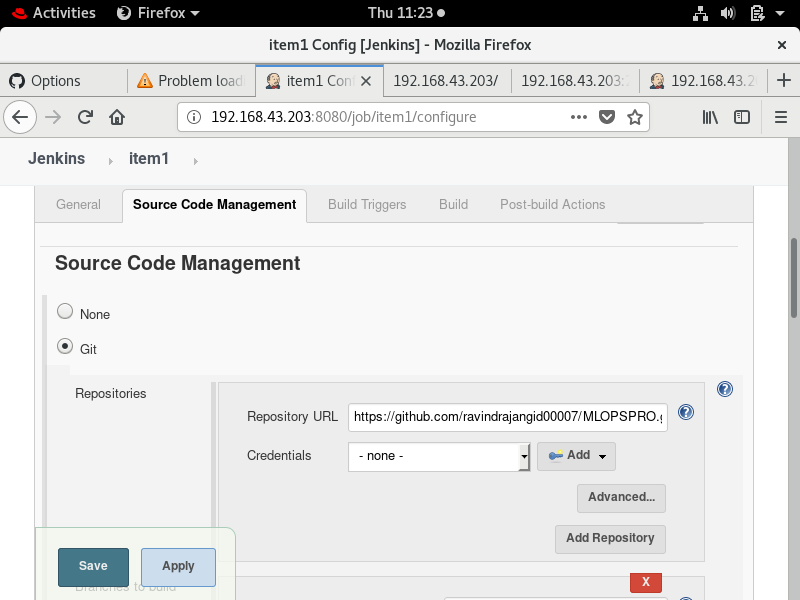 Activities Firefox Thu 11:23
item1 Config [Jenkins] - Mozilla Firefox
Options Problem load item1 Con 192.168.43.203/ 192.168.43.203: 192.168.43.2
192.168.43.203:8080/job/item1/configure
Jenkins item1
General Source Code Management Build Triggers Build Post-build Actions
Source Code Management
None
Git
Repositories
Repository URL https://github.com/ravindrajangid00007/MLOPSPRO.g
Credentials - none - Add
Advanced...
Add Repository
Save Apply
X
Branches to build